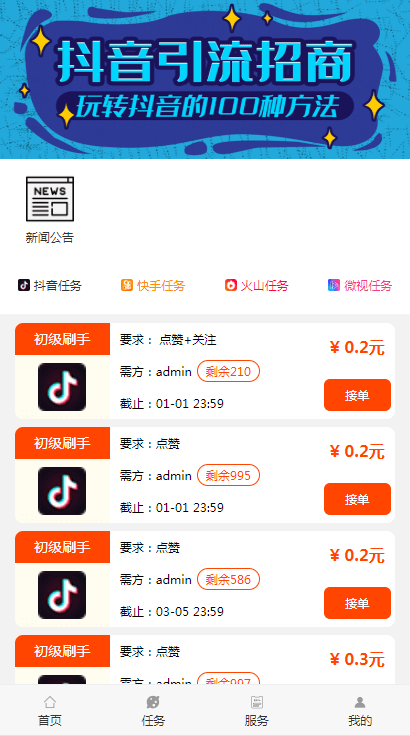 抖音引流招商
玩转抖音的100种方法
NEWS
新闻公告
抖音任务 快手任务 火山任务 微视任务
初级刷手
要求： 点赞+关注
¥ 0.2元
需方：admin 剩余210
接单
截止：01-01 23:59
初级刷手
要求：点赞
¥ 0.2元
需方：admin 剩余995
接单
截止：01-01 23:59
初级刷手
要求：点赞
¥ 0.2元
需方：admin 剩余586
接单
截止：03-05 23:59
初级刷手
要求：点赞
¥ 0.3元
需方：admin 剩余997
首页 任务 服务 我的